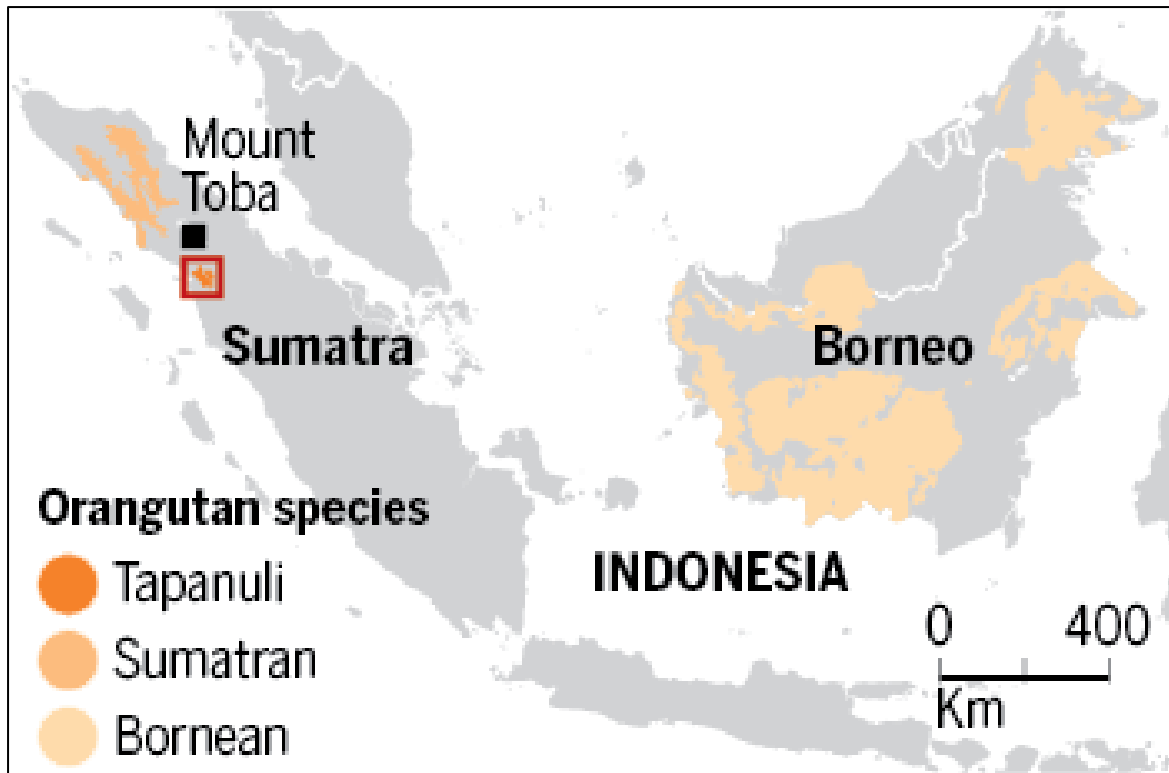 Mount
Toba
Sumatra
Borneo
Orangutan species
Tapanuli
Sumatran
Bornean
INDONESIA
0 400
Km